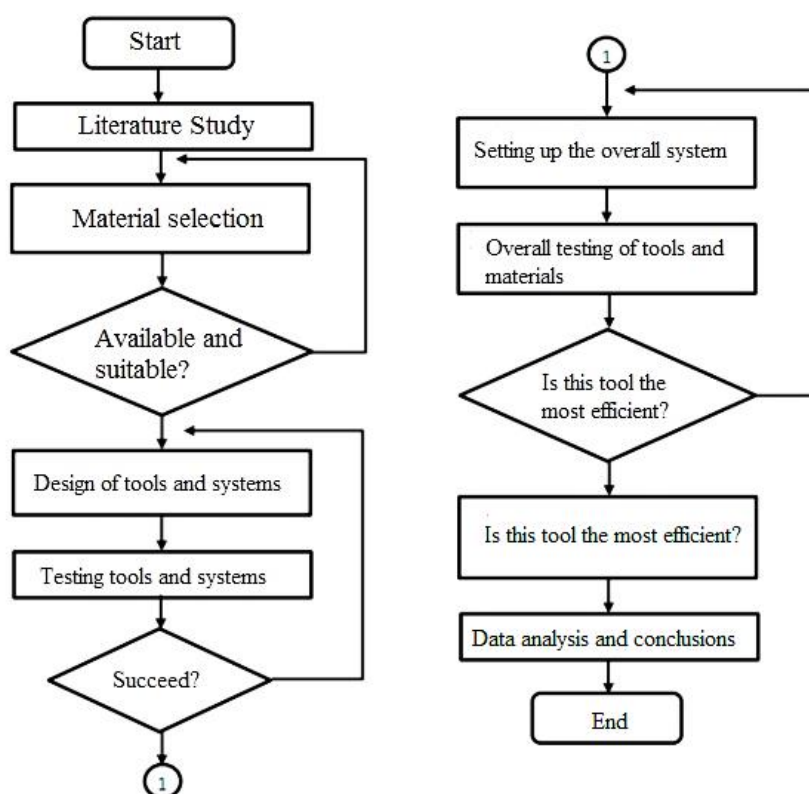 Start
Literature Study
Material selection
Available and
suitable?
Design of tools and systems
Testing tools and systems
Succeed?
1
1
Setting up the overall system
Overall testing of tools and
materials
Is this tool the
most efficient?
Is this tool the most efficient?
Data analysis and conclusions
End